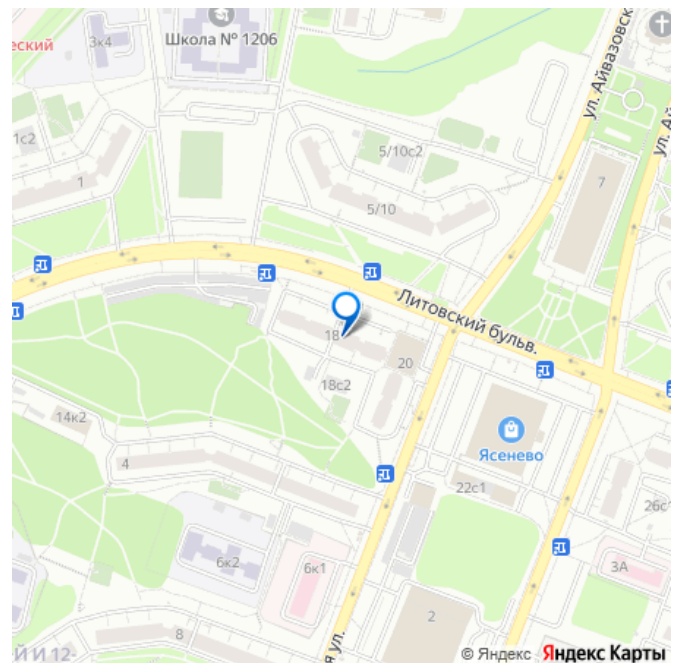 3к4
Школа № 1206
еский
ул. Айвазовск
ул. Ай
1с2
1
5/10с2
5/10
7
Литовский бульв.
18
20
18с2
14к2
4
Ясенево
22с1
26с
6к2
6к1
3А
2
8
Й И 12-
я ул.
© Яндекс Яндекс Карты